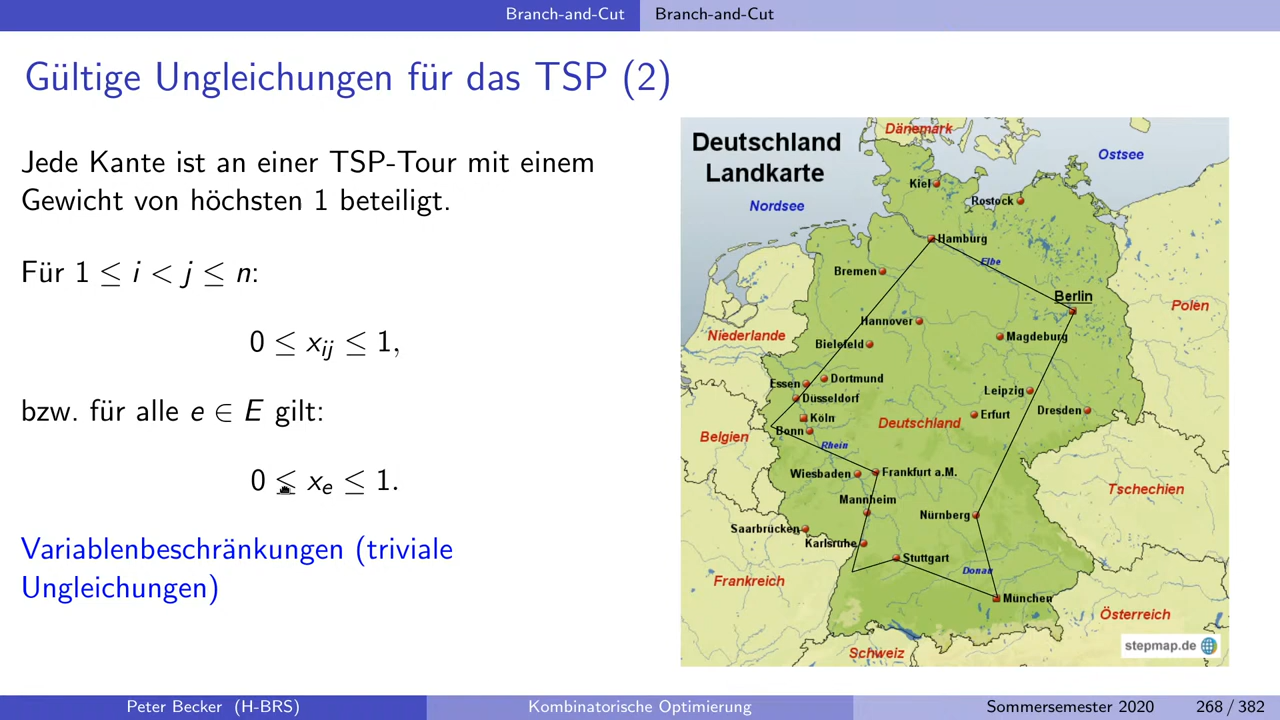 Branch-and-Cut Branch-and-Cut
Gültige Ungleichungen für das TSP (2)
Jede Kante ist an einer TSP-Tour mit einem
Gewicht von höchsten 1 beteiligt.
Für 1 ≤ i < j ≤ n:
0 ≤ x_ij ≤ 1,
bzw. für alle e ∈ E gilt:
0 ≤ x_e ≤ 1.
Variablenbeschränkungen (triviale
Ungleichungen)
Deutschland
Landkarte
Dänemark
Ostsee
Nordsee
Kiel
Rostock
Hamburg
Elbe
Bremen
Berlin
Polen
Hannover
Niederlande
Magdeburg
Bielefeld
Essen
Dortmund
Düsseldorf
Leipzig
Köln
Erfurt
Dresden
Deutschland
Bonn
Belgien
Rhein
Wiesbaden
Frankfurt a.M.
Tschechien
Mannheim
Nürnberg
Saarbrücken
Karlsruhe
Stuttgart
Donau
Frankreich
München
Österreich
Schweiz
stepmap.de
Peter Becker (H-BRS) Kombinatorische Optimierung Sommersemester 2020 268 / 382